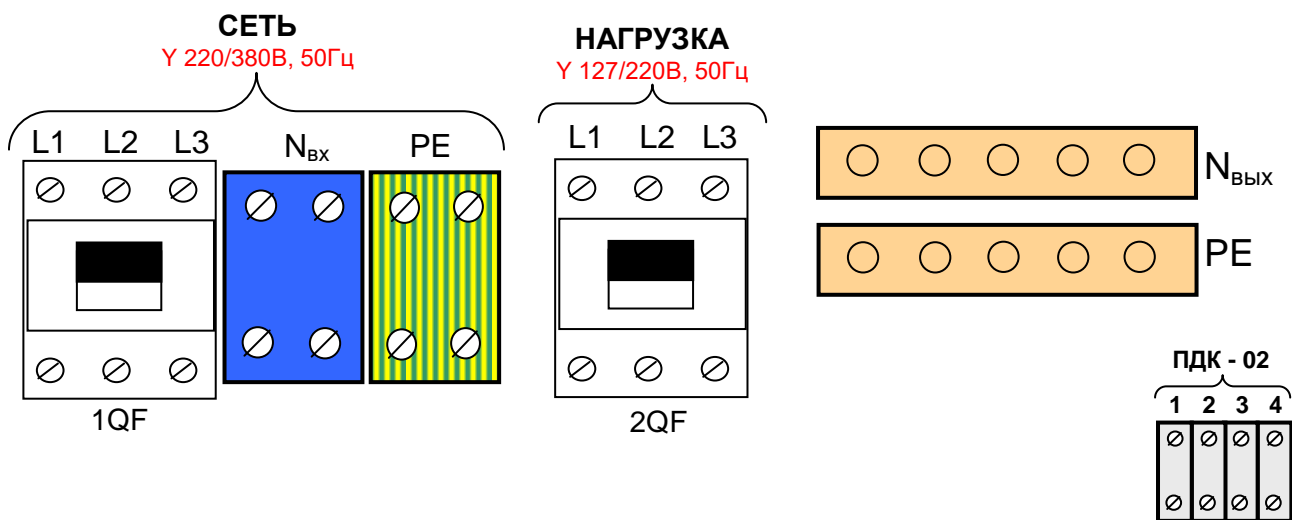 СЕТЬ
Y 220/380В, 50Гц
НАГРУЗКА
Y 127/220В, 50Гц
L1 L2 L3 Nвх PE
L1 L2 L3
Nвых
PE
1QF
2QF
ПДК - 02
1 2 3 4